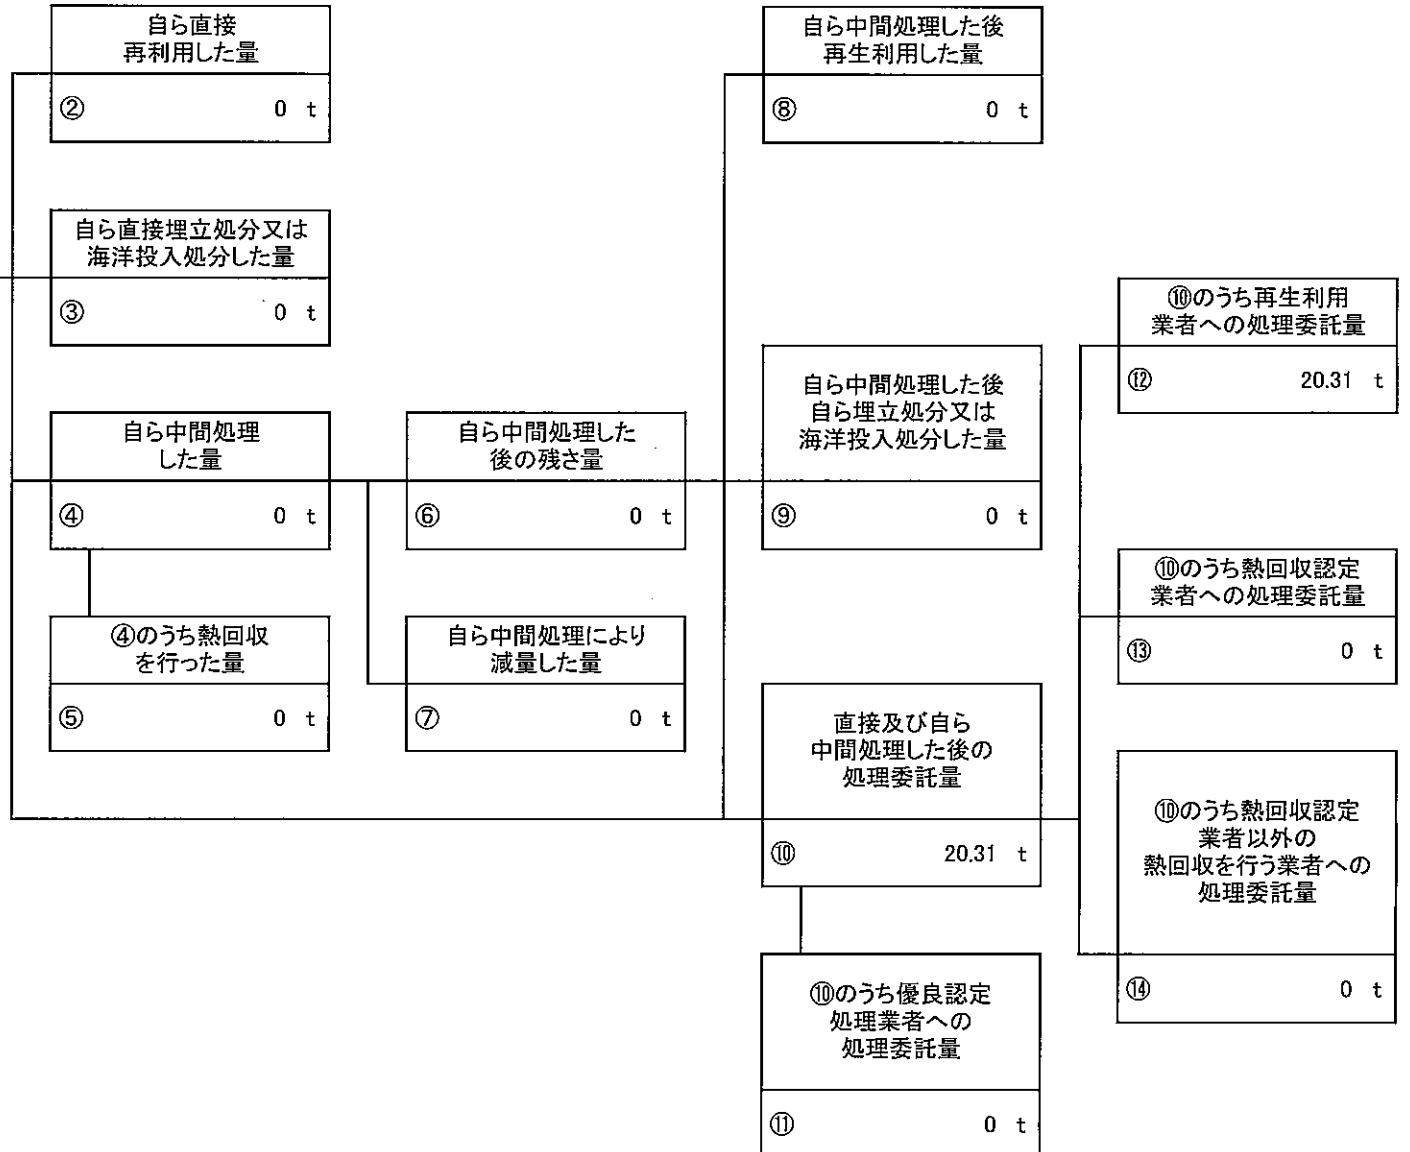 自ら直接
再利用した量
② 0 t
自ら直接埋立処分又は
海洋投入処分した量
③ 0 t
自ら中間処理
した量
④ 0 t
④のうち熱回収
を行った量
⑤ 0 t
自ら中間処理した
後の残さ量
⑥ 0 t
自ら中間処理により
減量した量
⑦ 0 t
自ら中間処理した後
再生利用した量
⑧ 0 t
自ら中間処理した後
自ら埋立処分又は
海洋投入処分した量
⑨ 0 t
直接及び自ら
中間処理した後の
処理委託量
⑩ 20.31 t
⑩のうち優良認定
処理業者への
処理委託量
⑪ 0 t
⑩のうち再生利用
業者への処理委託量
⑫ 20.31 t
⑩のうち熱回収認定
業者への処理委託量
⑬ 0 t
⑩のうち熱回収認定
業者以外の
熱回収を行う業者への
処理委託量
⑭ 0 t